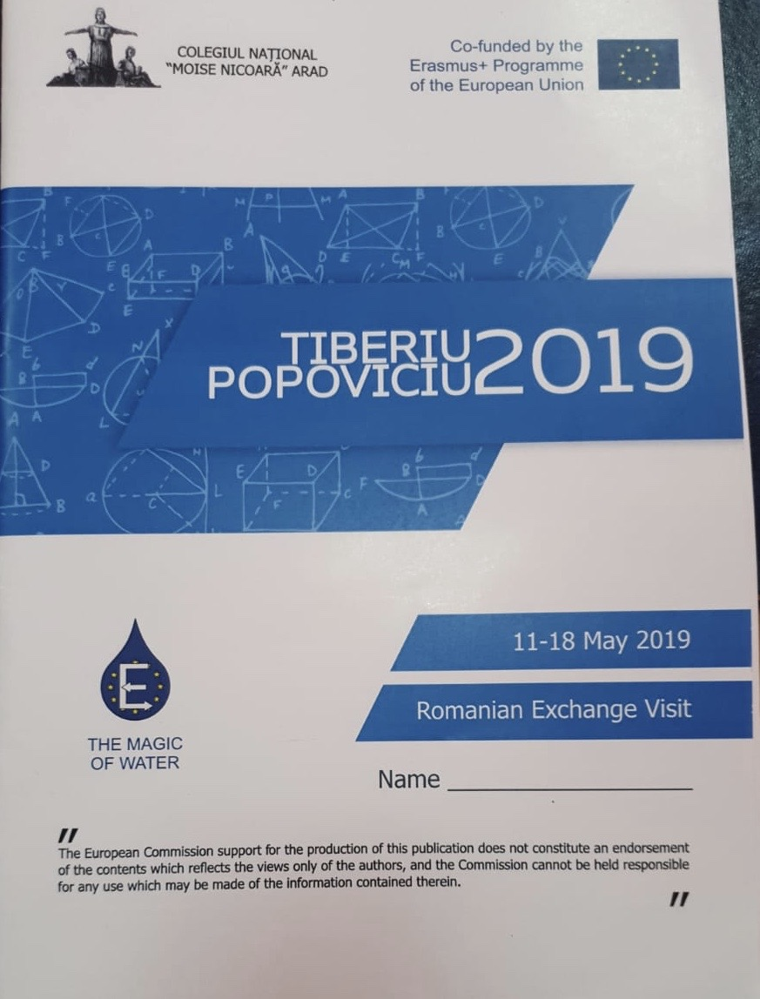 COLEGIUL NAȚIONAL
“MOISE NICOARĂ” ARAD
Co-funded by the
Erasmus+ Programme
of the European Union
TIBERIU
POPOVICIU
2019
11-18 May 2019
Romanian Exchange Visit
E
THE MAGIC
OF WATER
Name
"
The European Commission support for the production of this publication does not constitute an endorsement
of the contents which reflects the views only of the authors, and the Commission cannot be held responsible
for any use which may be made of the information contained therein.
"